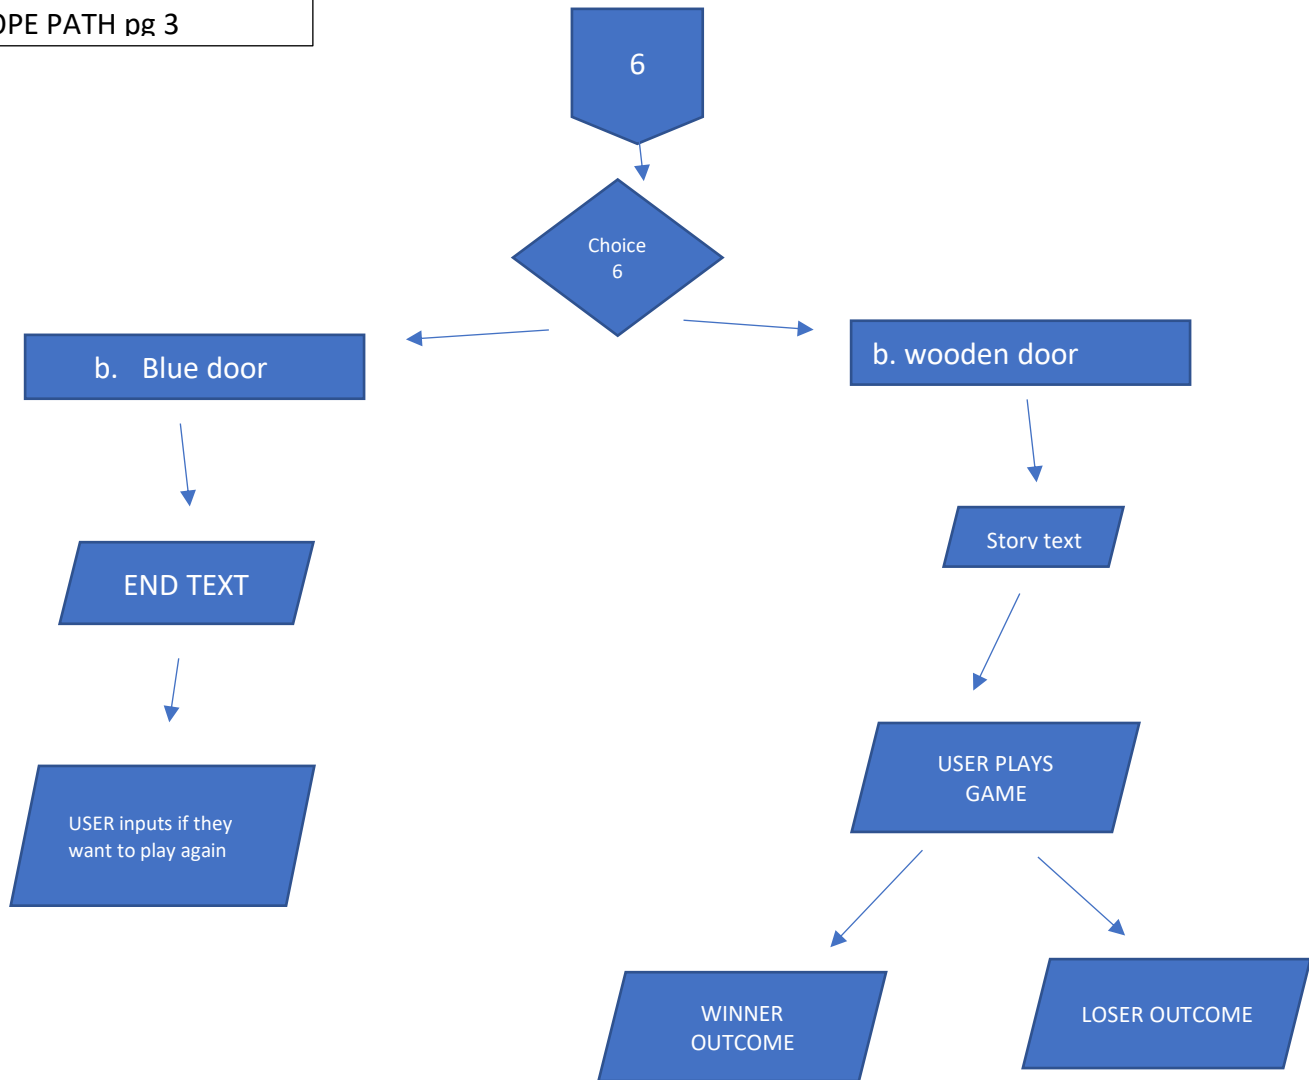 OPE PATH pg 3
6
Choice
6
b. Blue door
b. wooden door
END TEXT
Story text
USER PLAYS
GAME
USER inputs if they
want to play again
WINNER
OUTCOME
LOSER OUTCOME